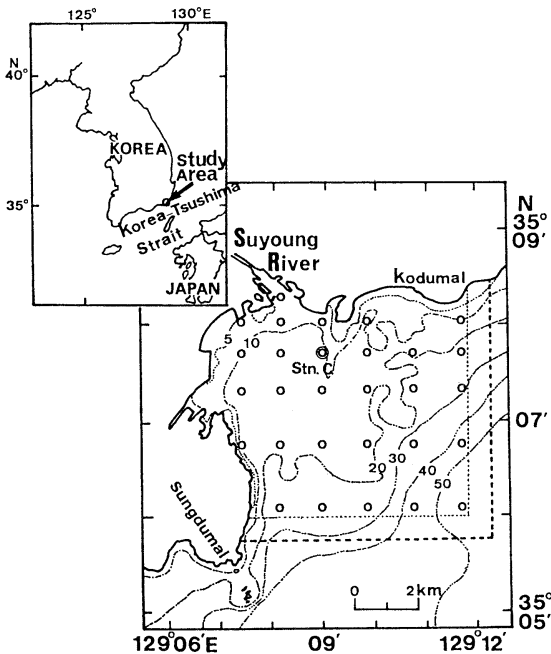 125° 130°E
N
40°
KOREA
Study
Area
35°
Korea-Tsushima
Strait
JAPAN
Suyoung
River
Kodumal
N
35°
09′
5 10
Stn. C
07′
20 30 40 50
Sungdumal
0 2km
35°
05′
129°06′E 09′ 129°12′